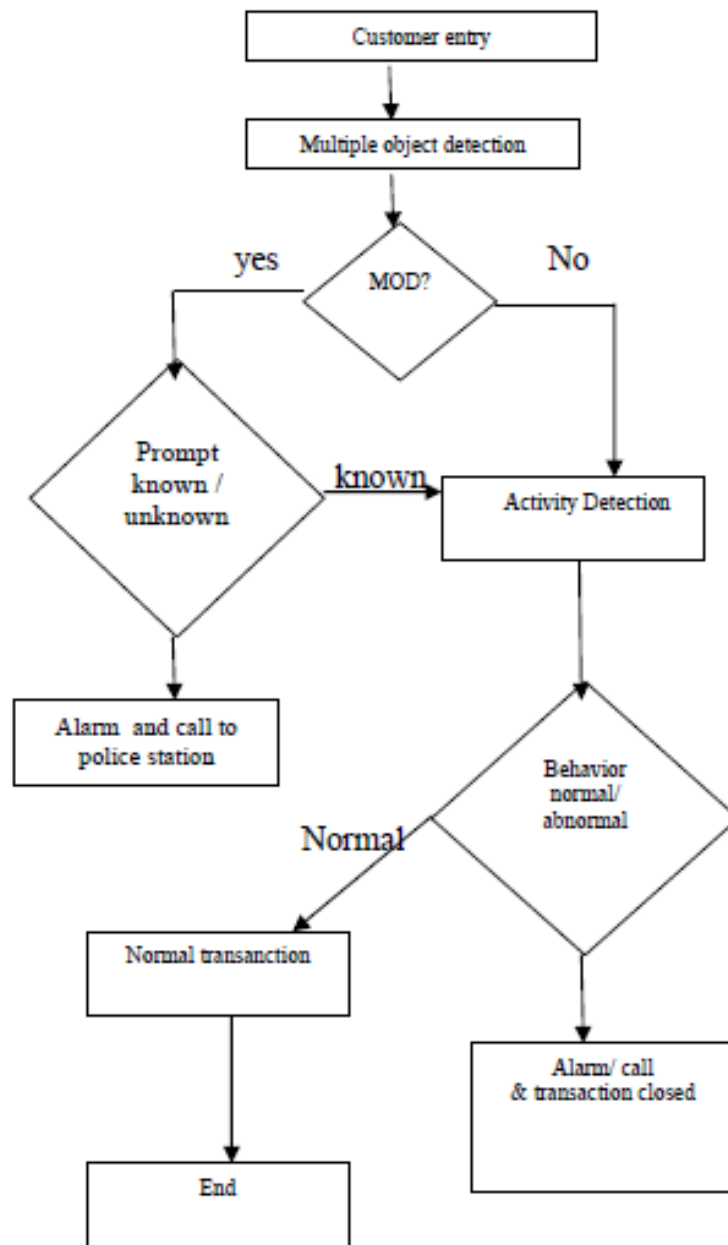 Customer entry
Multiple object detection
yes
No
MOD?
Prompt
known /
unknown
known
Activity Detection
Alarm and call to
police station
Behavior
normal/
abnormal
Normal
Normal transanction
Alarm/ call
& transaction closed
End